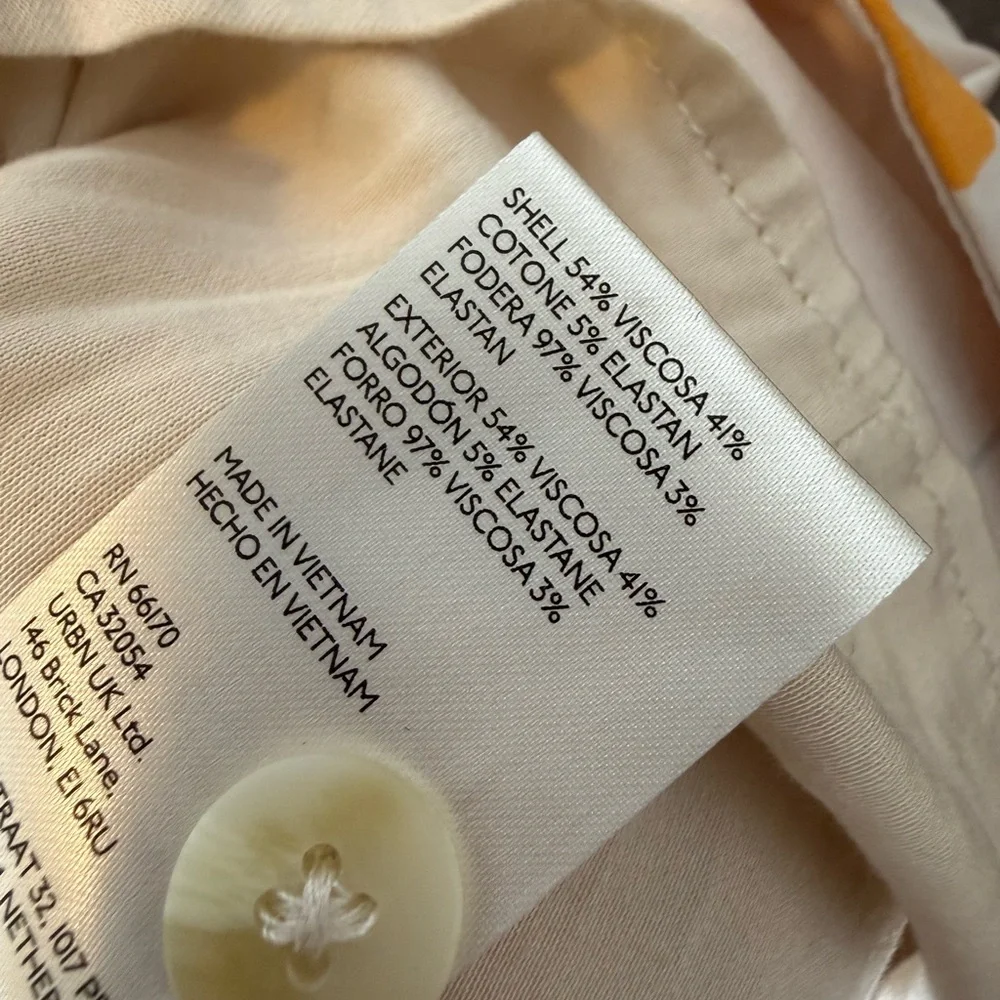 SHELL 54% VISCOSA 41%
COTONE 5% ELASTAN
FODERA 97% VISCOSA 3%
ELASTAN
EXTERIOR 54% VISCOSA 41%
ALGODÓN 5% ELASTANE
FORRO 97% VISCOSA 3%
ELASTANE
MADE IN VIETNAM
HECHO EN VIETNAM
RN 66170
CA 32054
URBN UK Ltd.
146 Brick Lane,
LONDON, E1 6RU
32, 1017